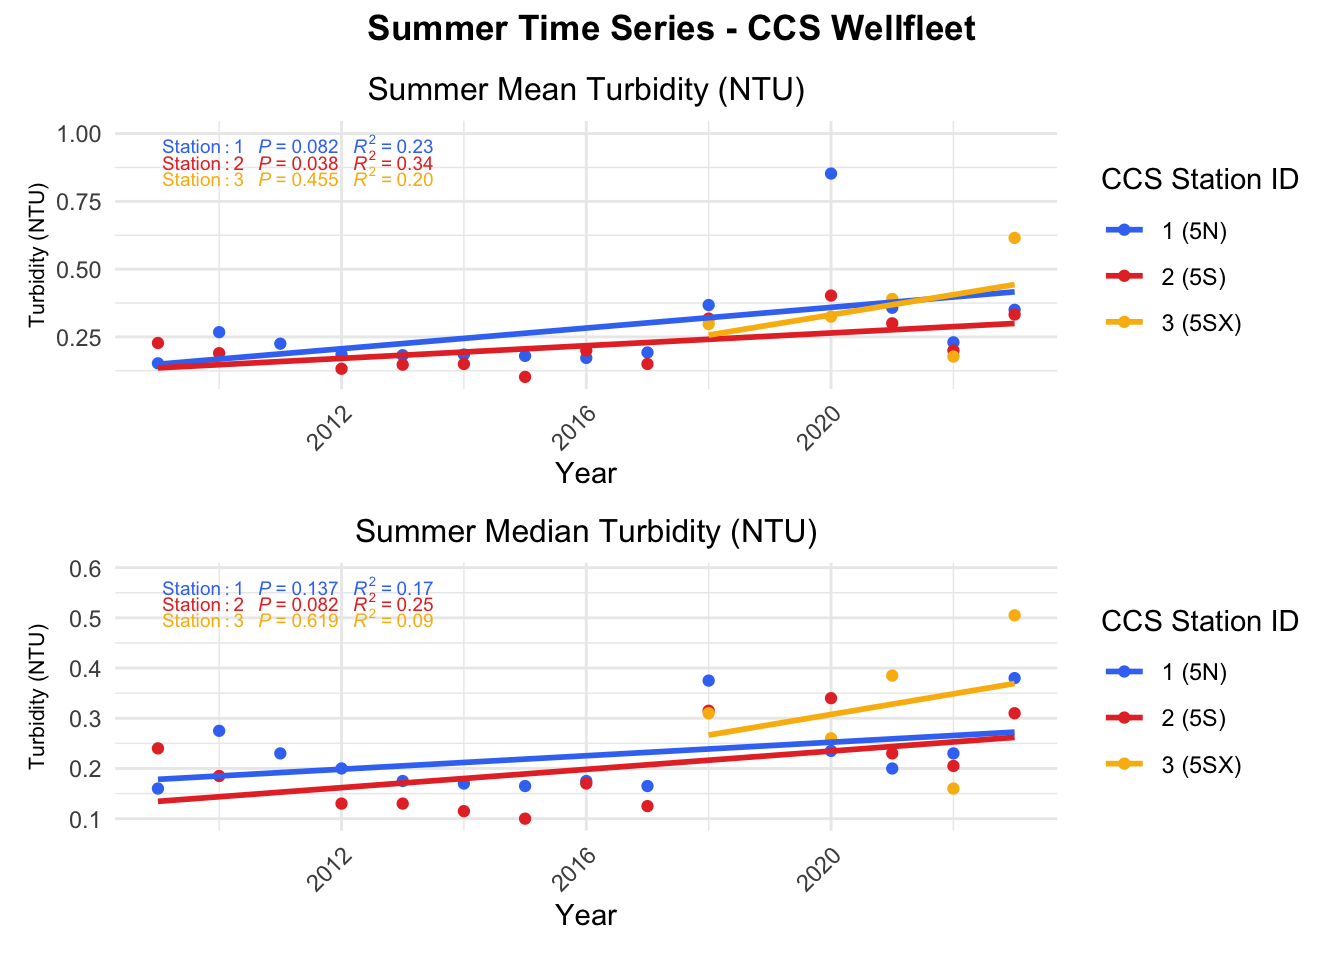 Summer Time Series - CCS Wellfleet
Summer Mean Turbidity (NTU)
1.00
0.75
0.50
0.25
Turbidity (NTU)
Station: 1 P = 0.082 R² = 0.23
Station: 2 P = 0.038 R² = 0.34
Station: 3 P = 0.455 R² = 0.20
2012 2016 2020
Year
CCS Station ID
1 (5N)
2 (5S)
3 (5SX)
Summer Median Turbidity (NTU)
0.6
0.5
0.4
0.3
0.2
0.1
Turbidity (NTU)
Station: 1 P = 0.137 R² = 0.17
Station: 2 P = 0.082 R² = 0.25
Station: 3 P = 0.619 R² = 0.09
2012 2016 2020
Year
CCS Station ID
1 (5N)
2 (5S)
3 (5SX)